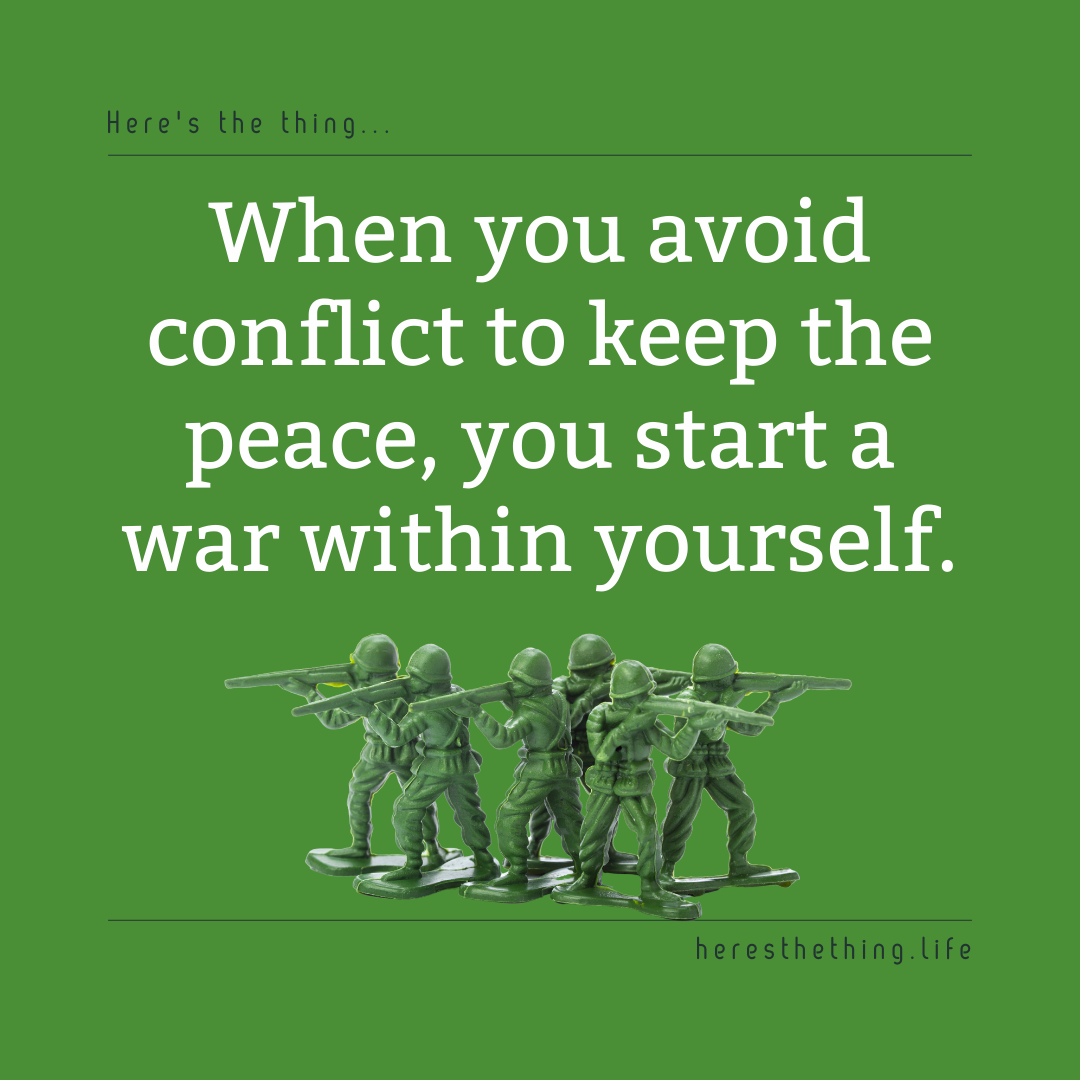 Here's the thing...
When you avoid
conflict to keep the
peace, you start a
war within yourself.
heresthething.life